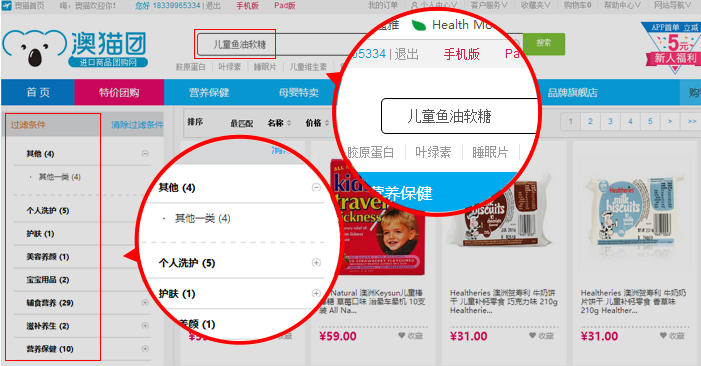 澳猫团首页 嗨，澳猫欢迎你！ 您好 18339965334 | 退出 手机版 Pad版 我的订单 个人中心 客户服务 收藏夹 购物车0 帮助中心 网站导航
澳猫团
进口商品团购网
儿童鱼油软糖
搜索
胶原蛋白 叶绿素 睡眠片 儿童维生素
APP首单 立减
5元
新人福利
Health Mo
65334 | 退出 手机版 Pa
儿童鱼油软糖
胶原蛋白 叶绿素 睡眠片
营养保健
首 页 特价团购 营养保健 母婴特卖 品牌旗舰店
过滤条件 清除过滤条件
排序 最匹配 名称 价格
1 2 3 4 5 > >>
其他 (4)
· 其他一类 (4)
个人洗护 (5)
护肤 (1)
美容养颜 (1)
宝宝用品 (2)
辅食营养 (29)
滋补养生 (2)
营养保健 (10)
其他 (4)
· 其他一类 (4)
个人洗护 (5)
护肤 (1)
养颜 (1)
kids
travel
sickness
milk
biscuits
Healtheries
milk
biscuits
Natural 澳洲Keysun儿童
糖 草莓口味 治晕车晕机 10支
装 All Na...
¥59.00 收藏
Healtheries 澳洲贺寿利 牛奶饼
干 儿童补轻零食 巧克力味 210g
Healtherie...
¥31.00 收藏
Healtheries 澳洲贺寿利 牛奶奶
片饼干 儿童补轻零食 香草味
210g Healther...
¥31.00 收藏